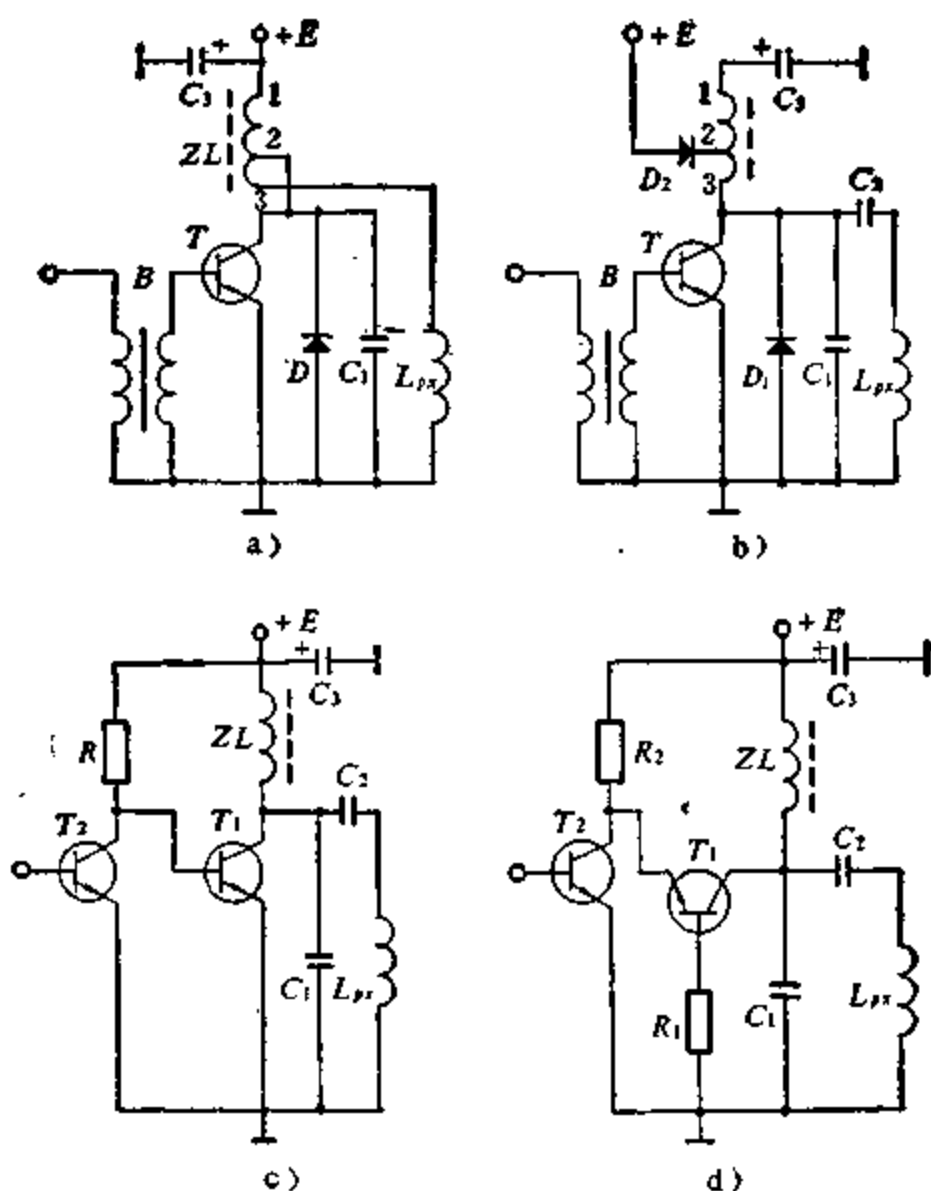 +E
+
C3
1
2
ZL
3
T
B
D
C1
Lpx
a)
+E
+
C3
1
2
D2
3
C2
T
B
D1
C1
Lpx
b)
+E
+
C3
R
ZL
C2
T2
T1
C1
Lpx
c)
+E
+
C3
R2
ZL
T2
T1
C2
R1
C1
Lpx
d)